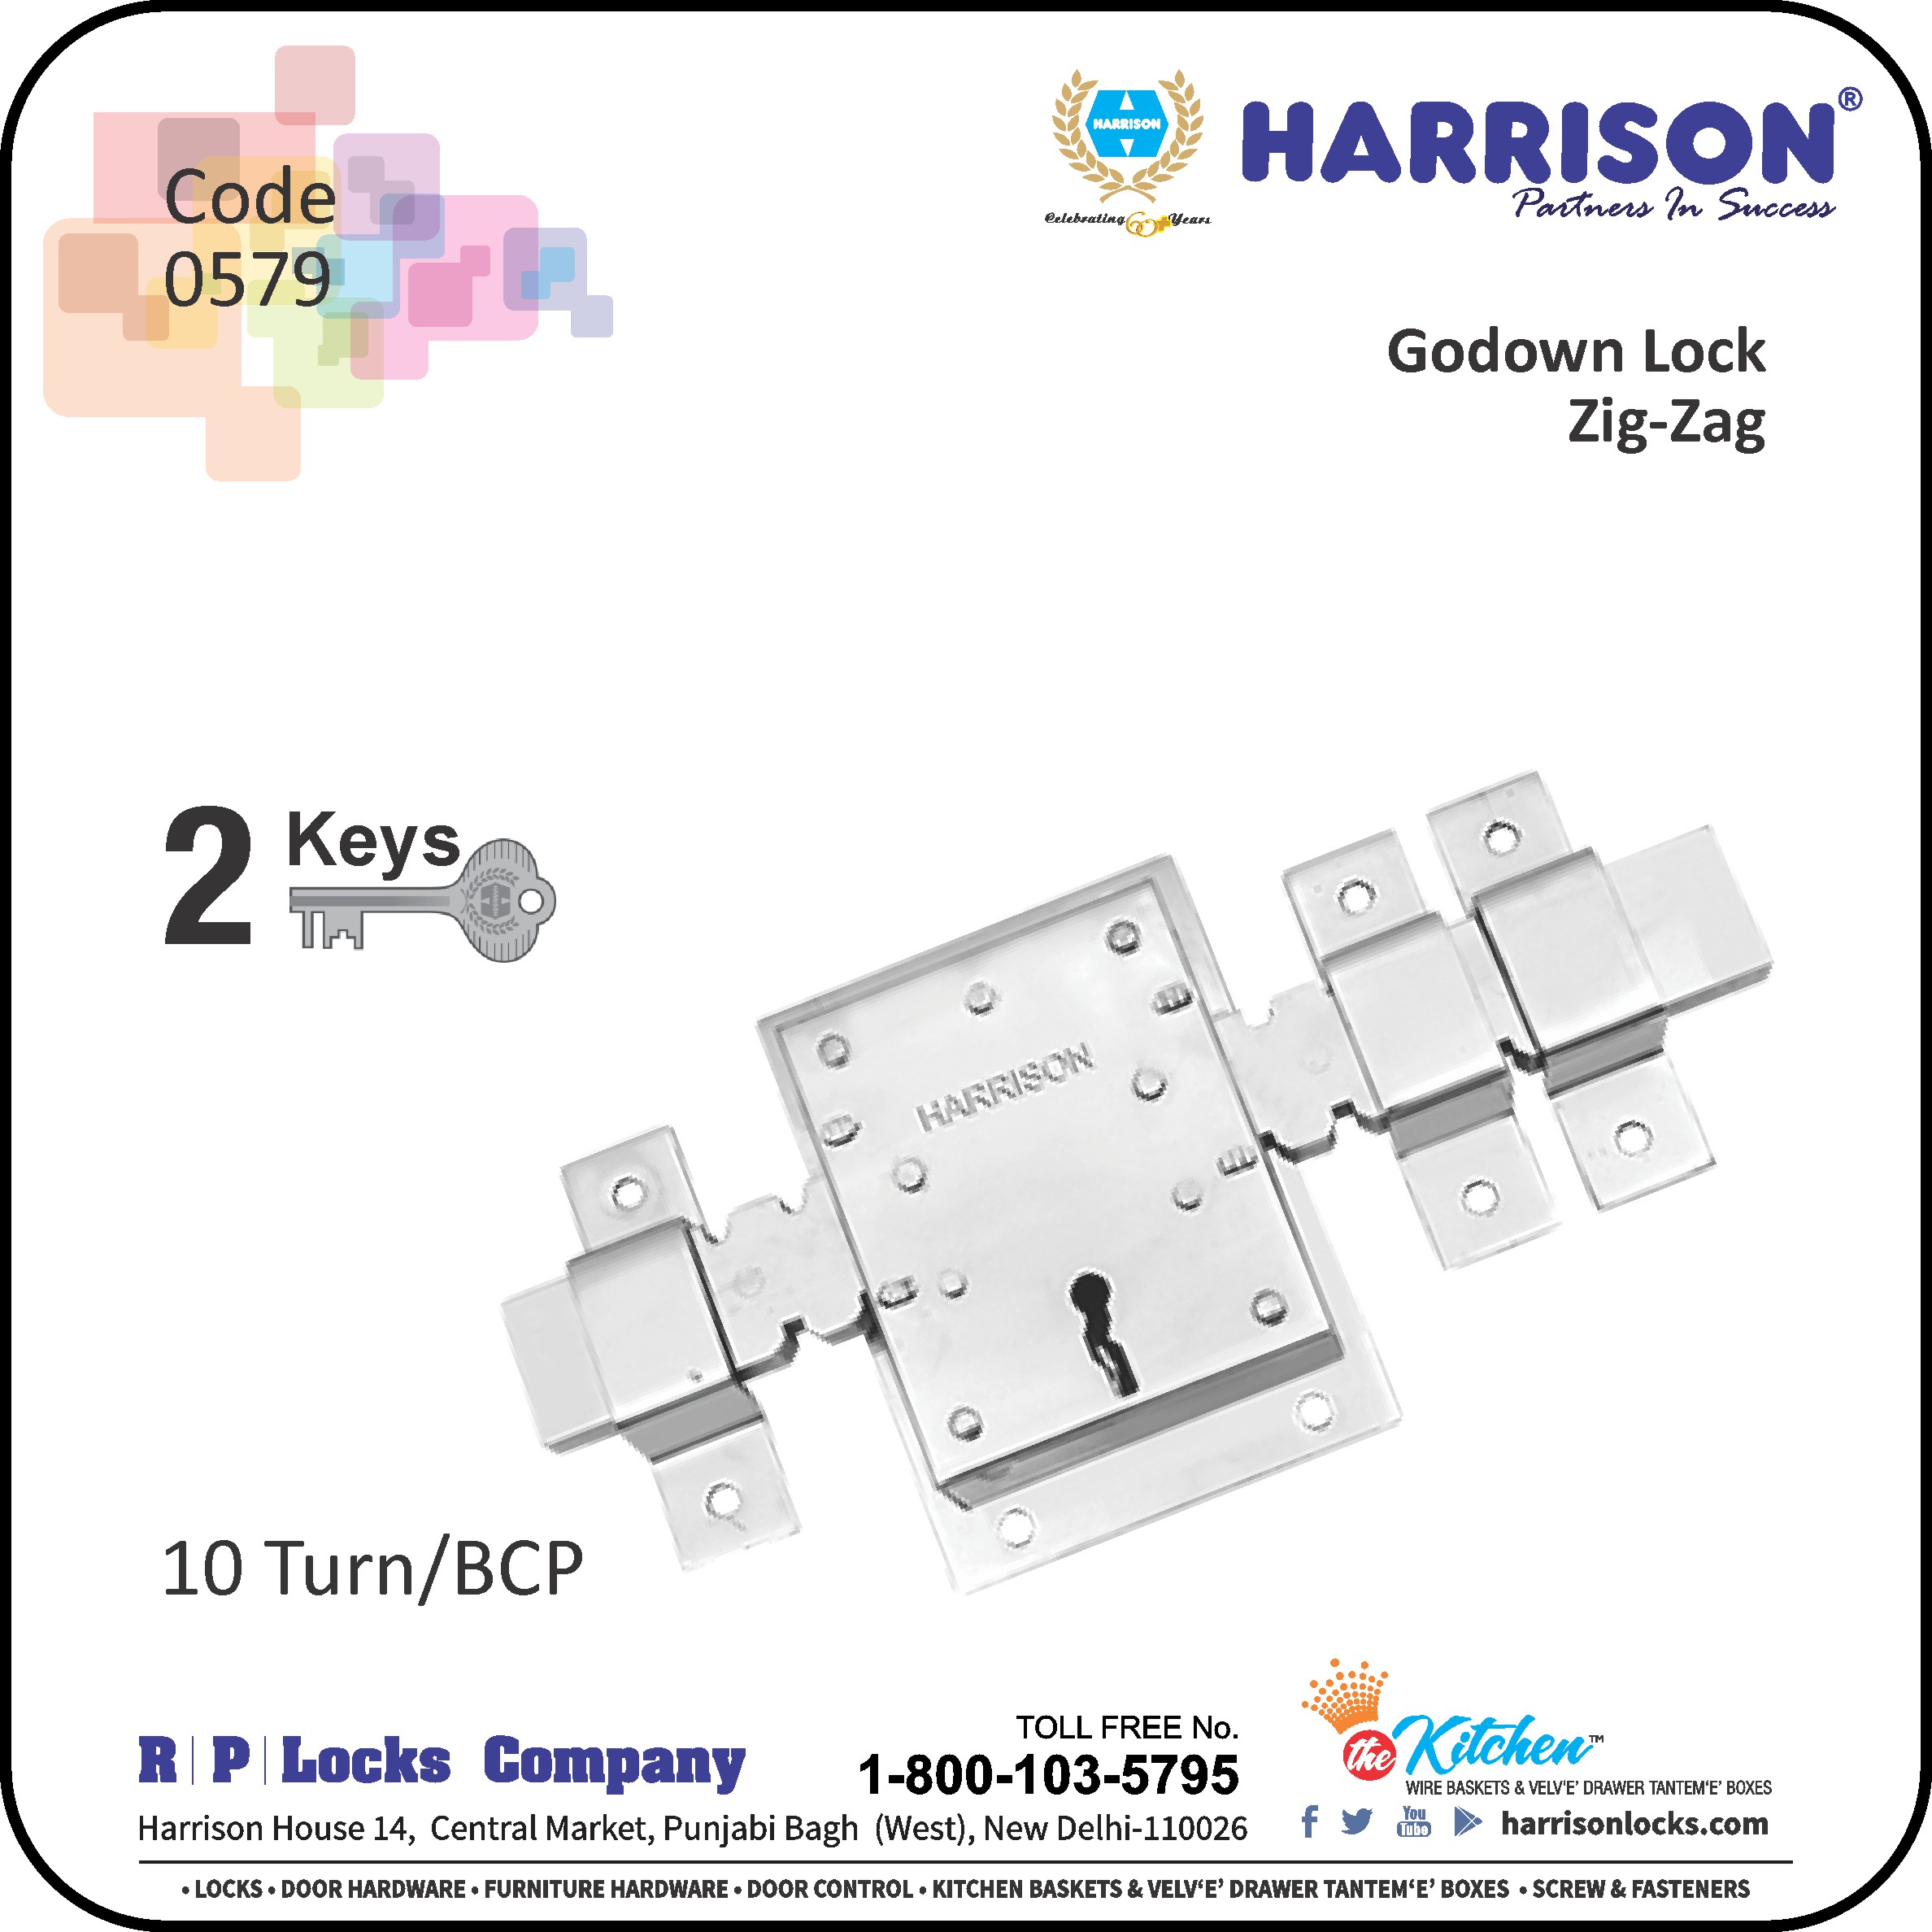 Code
0579
HARRISON
Celebrating 60+ Years
HARRISON®
Partners In Success
Godown Lock
Zig-Zag
2 Keys
HARRISON
10 Turn/BCP
R P Locks Company
TOLL FREE No.
1-800-103-5795
the Kitchen™
WIRE BASKETS & VELV'E' DRAWER TANTEM'E' BOXES
Harrison House 14, Central Market, Punjabi Bagh (West), New Delhi-110026
You Tube
harrisonlocks.com
• LOCKS • DOOR HARDWARE • FURNITURE HARDWARE • DOOR CONTROL • KITCHEN BASKETS & VELV‘E’ DRAWER TANTEM‘E’ BOXES • SCREW & FASTENERS